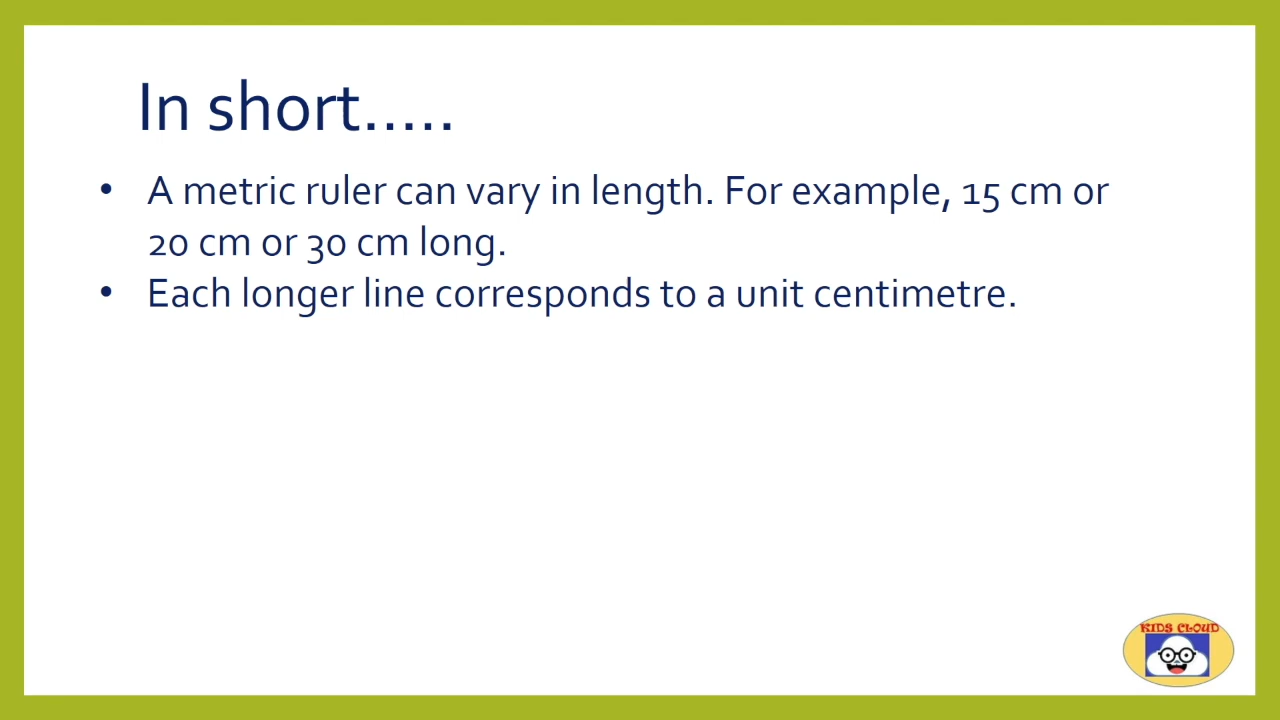 In short.....
• A metric ruler can vary in length. For example, 15 cm or
20 cm or 30 cm long.
• Each longer line corresponds to a unit centimetre.
KIDS CLOUD